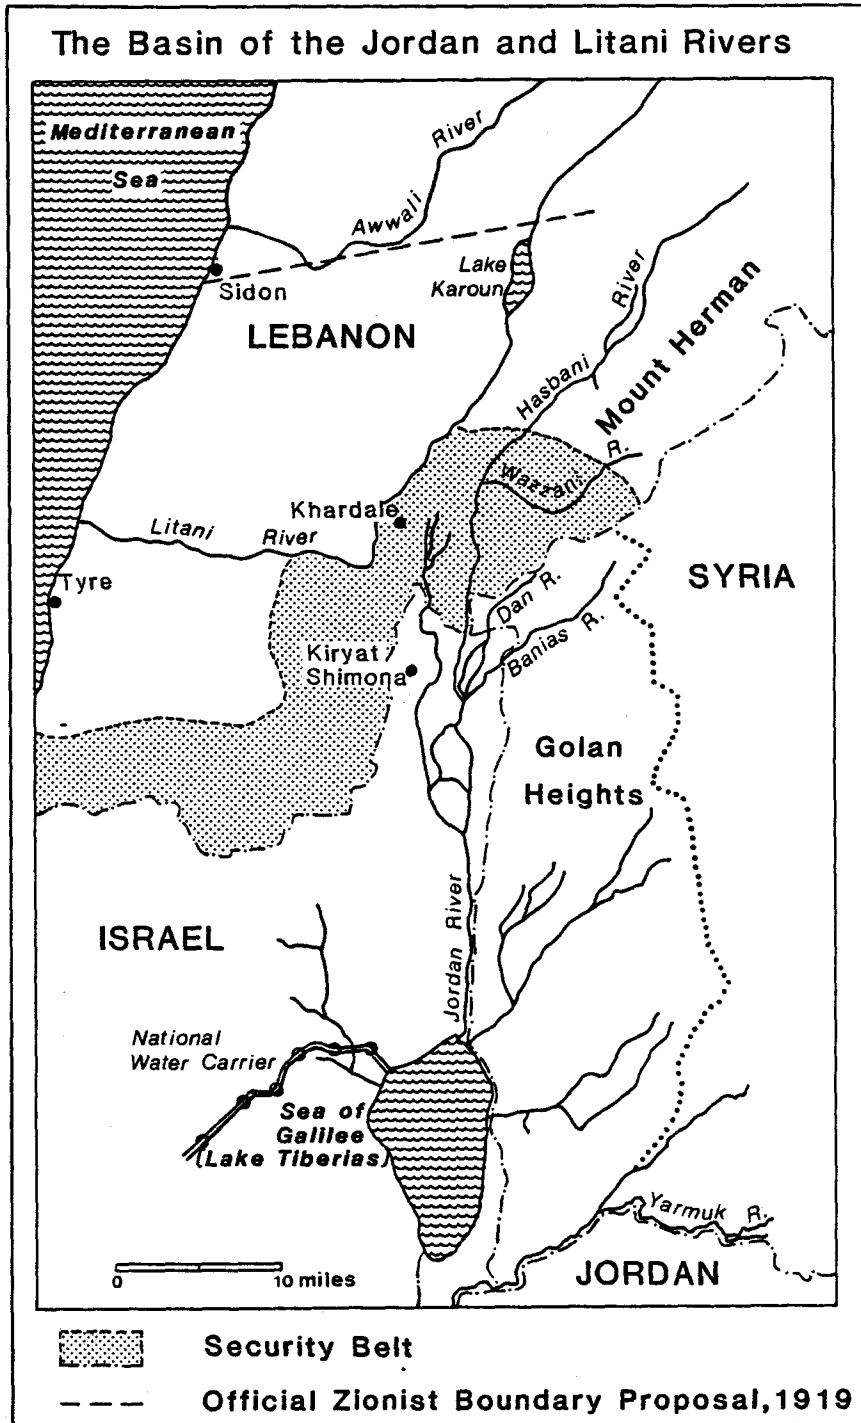 The Basin of the Jordan and Litani Rivers
Mediterranean
Sea
Awwali River
Sidon
Lake
Karoun
LEBANON
Hasbani River
Mount Herman
Wazzani R.
Khardale
Litani River
Tyre
SYRIA
Dan R.
Banias R.
Kiryat
Shimona
Golan
Heights
ISRAEL
Jordan River
National
Water Carrier
Sea of
Galilee
(Lake Tiberias)
Yarmuk R.
JORDAN
0 10 miles
Security Belt
Official Zionist Boundary Proposal, 1919